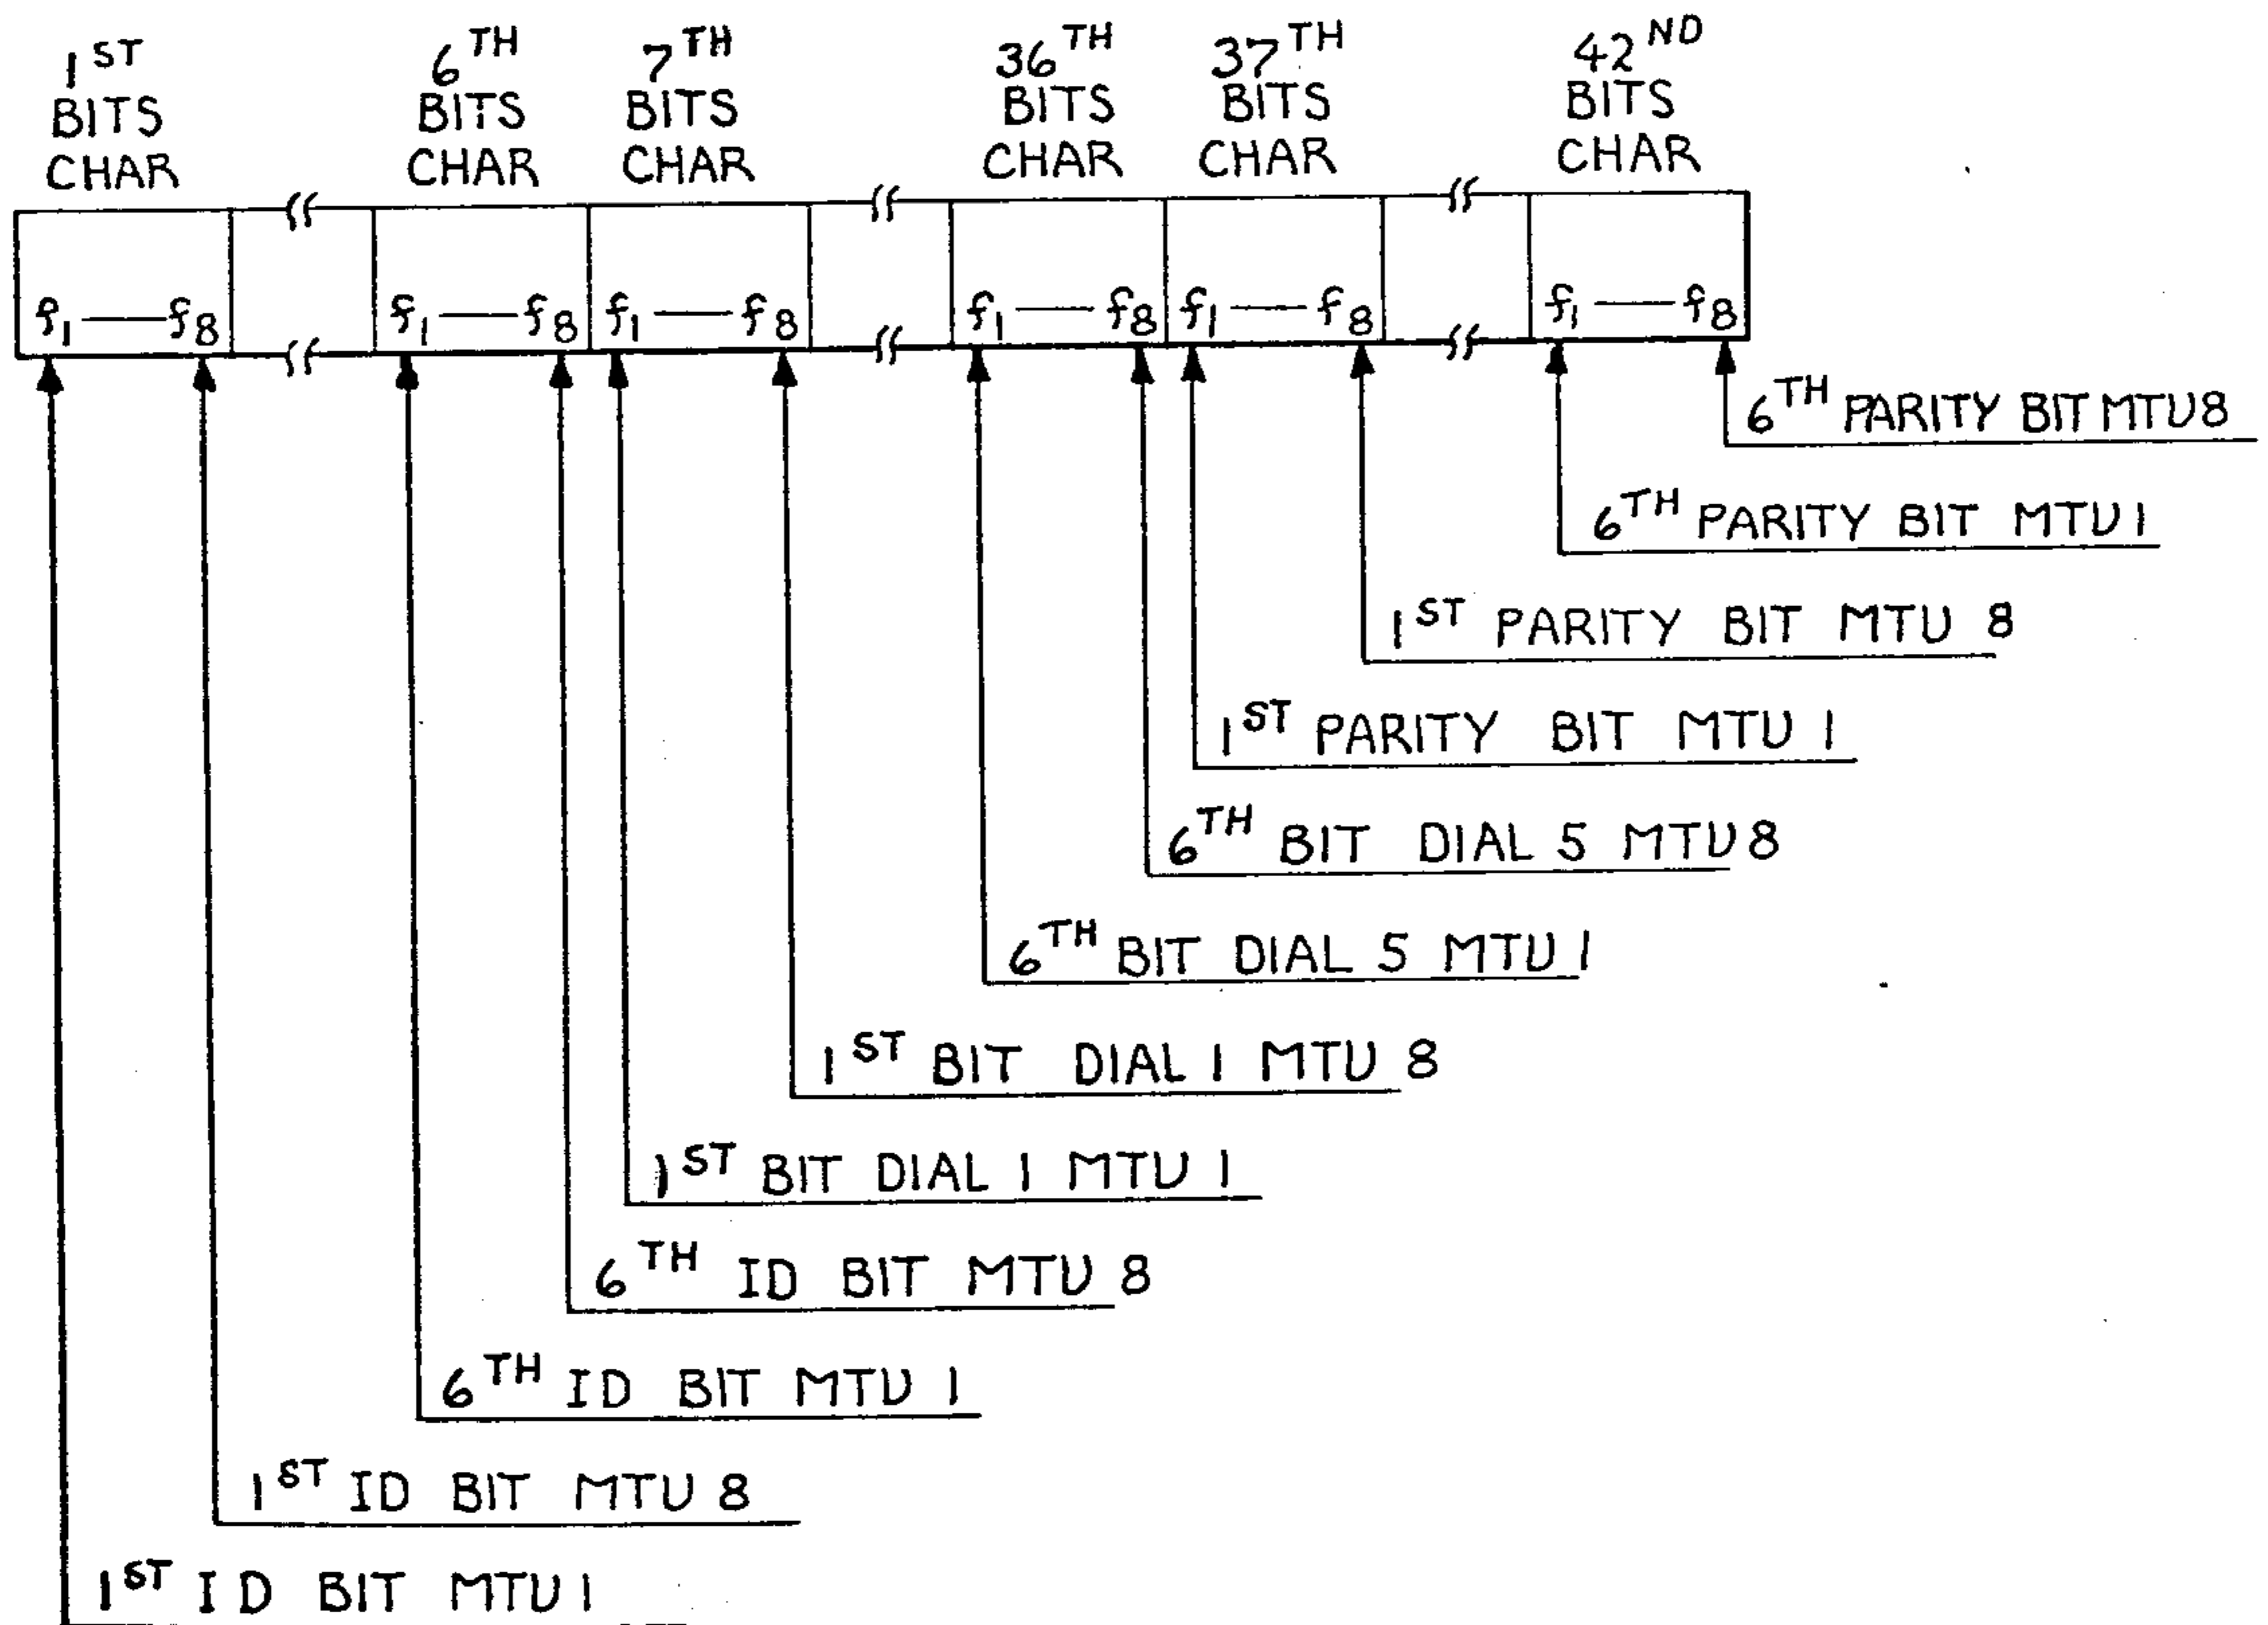 1ST BITS CHAR
6TH BITS CHAR
7TH BITS CHAR
36TH BITS CHAR
37TH BITS CHAR
42ND BITS CHAR
f1 — f8
f1 — f8
f1 — f8
f1 — f8
f1 — f8
f1 — f8
6TH PARITY BIT MTU 8
6TH PARITY BIT MTU 1
1ST PARITY BIT MTU 8
1ST PARITY BIT MTU 1
6TH BIT DIAL 5 MTU 8
6TH BIT DIAL 5 MTU 1
1ST BIT DIAL 1 MTU 8
1ST BIT DIAL 1 MTU 1
6TH ID BIT MTU 8
6TH ID BIT MTU 1
1ST ID BIT MTU 8
1ST ID BIT MTU 1